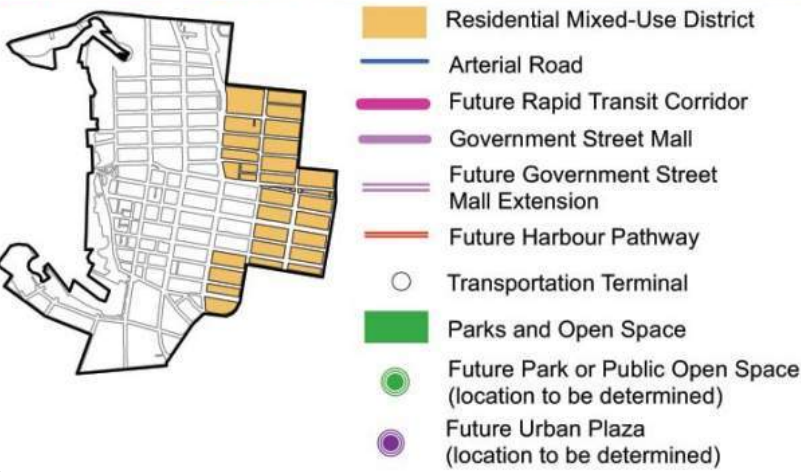 Residential Mixed-Use District
Arterial Road
Future Rapid Transit Corridor
Government Street Mall
Future Government Street
Mall Extension
Future Harbour Pathway
Transportation Terminal
Parks and Open Space
Future Park or Public Open Space
(location to be determined)
Future Urban Plaza
(location to be determined)